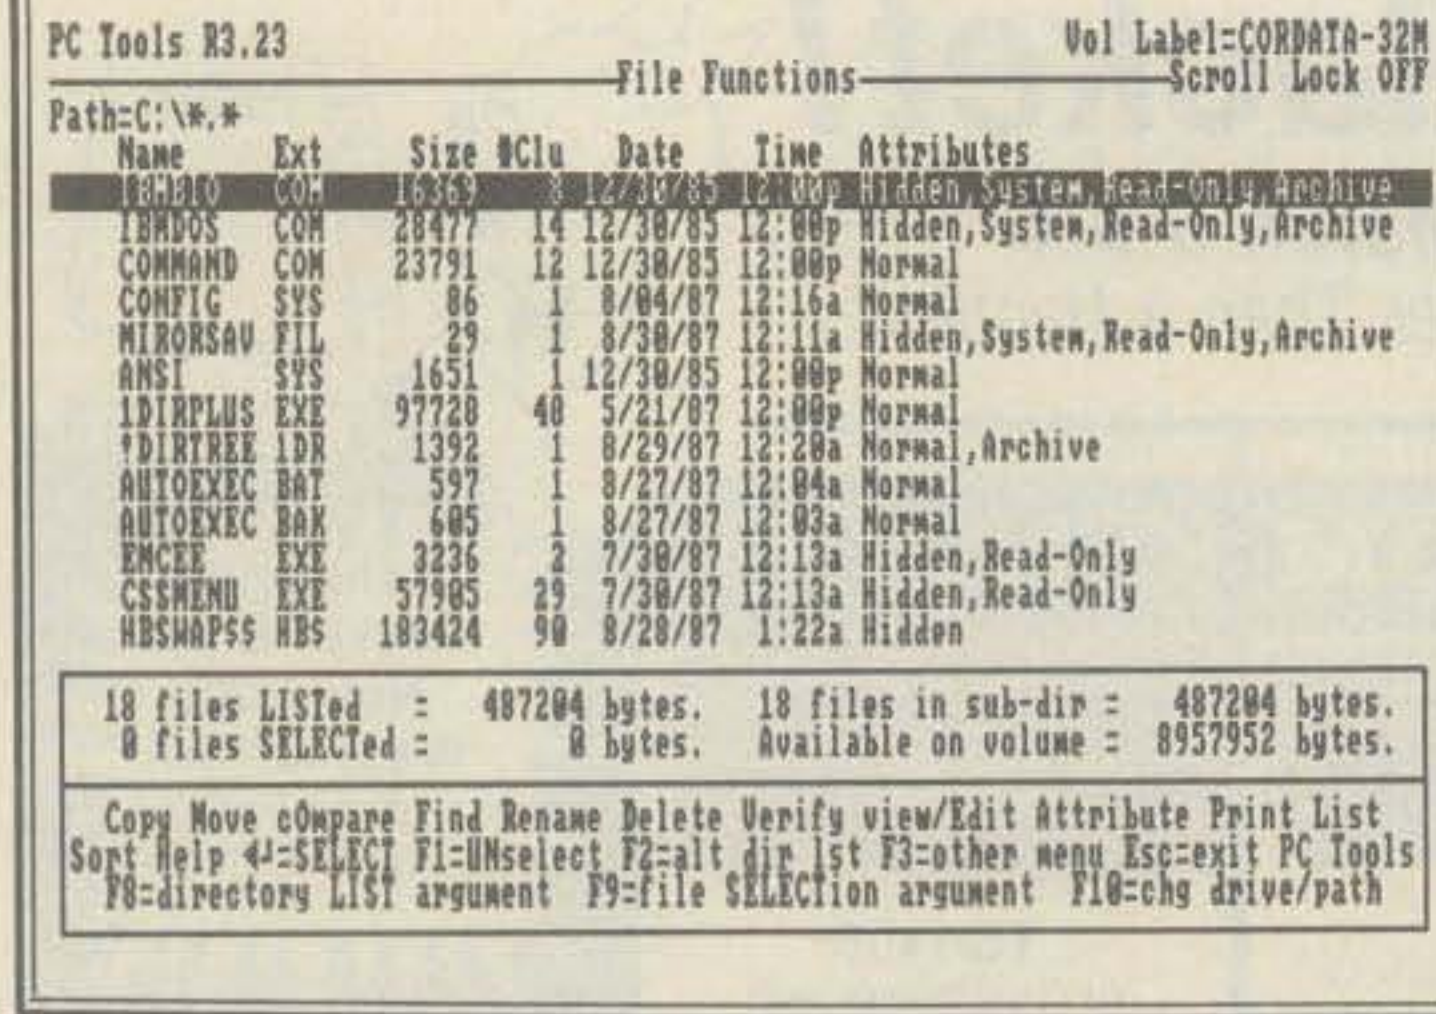 PC Tools R3.23 Vol Label=CORDATA-32M
File Functions Scroll Lock OFF
Path=C:\*.*
Name Ext Size #Clu Date Time Attributes
IBMBIO COM 16369 8 12/30/85 12:00p Hidden,System,Read-Only,Archive
IBMDOS COM 28477 14 12/30/85 12:00p Hidden,System,Read-Only,Archive
COMMAND COM 23791 12 12/30/85 12:00p Normal
CONFIG SYS 86 1 8/04/87 12:16a Normal
MIRORSAV FIL 29 1 8/30/87 12:11a Hidden,System,Read-Only,Archive
ANSI SYS 1651 1 12/30/85 12:00p Normal
1DIRPLUS EXE 97728 48 5/21/87 12:00p Normal
!DIRTREE 1DR 1392 1 8/29/87 12:20a Normal,Archive
AUTOEXEC BAT 597 1 8/27/87 12:04a Normal
AUTOEXEC BAK 605 1 8/27/87 12:03a Normal
EMCEE EXE 3236 2 7/30/87 12:13a Hidden,Read-Only
CSSMENU EXE 57905 29 7/30/87 12:13a Hidden,Read-Only
HBSWAP$$ HBS 183424 90 8/28/87 1:22a Hidden
18 files LISTed = 487204 bytes. 18 files in sub-dir = 487204 bytes.
0 files SELECTed = 0 bytes. Available on volume = 8957952 bytes.
Copy Move cOmpare Find Rename Delete Verify view/Edit Attribute Print List
Sort Help ◄┘=SELECT F1=UNselect F2=alt dir lst F3=other menu Esc=exit PC Tools
F8=directory LIST argument F9=file SELECTion argument F10=chg drive/path